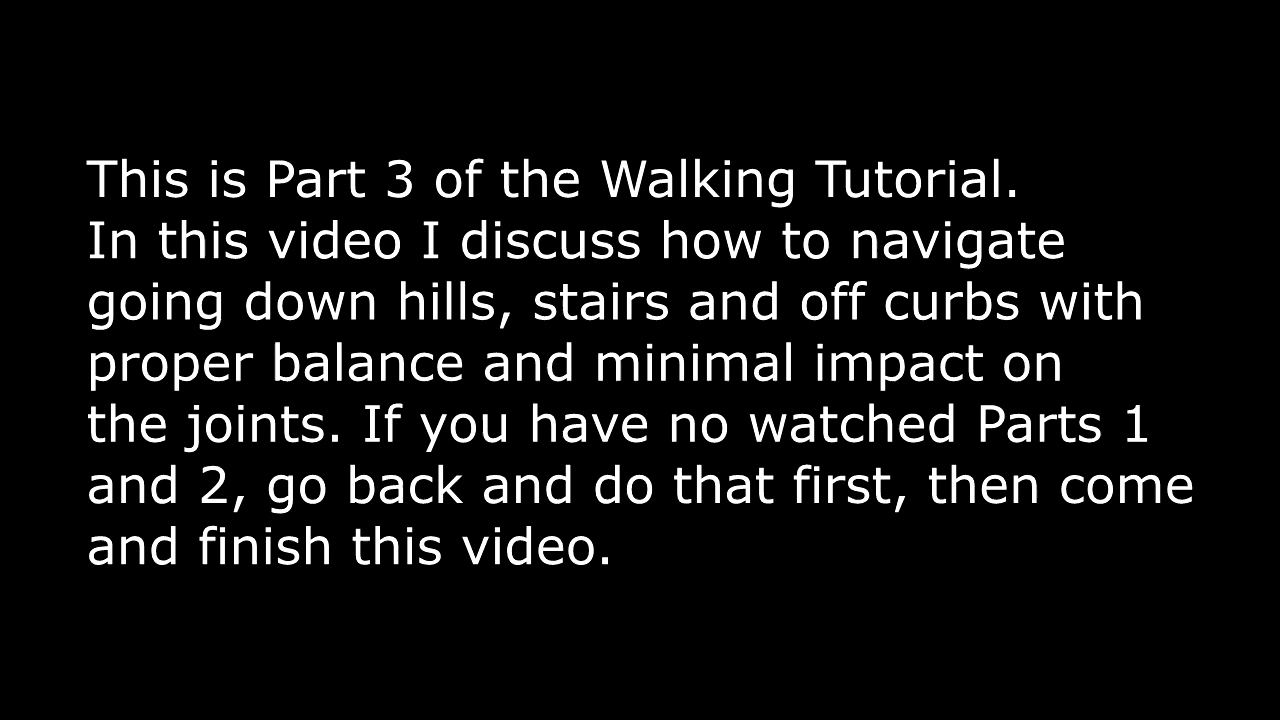 This is Part 3 of the Walking Tutorial.
In this video I discuss how to navigate
going down hills, stairs and off curbs with
proper balance and minimal impact on
the joints. If you have no watched Parts 1
and 2, go back and do that first, then come
and finish this video.